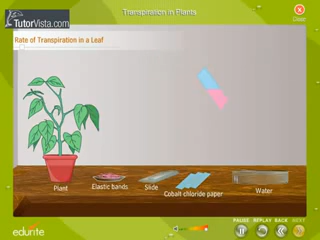 Transpiration in Plants
TutorVista.com
Close
Rate of Transpiration in a Leaf
Plant
Elastic bands
Slide
Cobalt chloride paper
Water
PAUSE REPLAY BACK NEXT
edurite